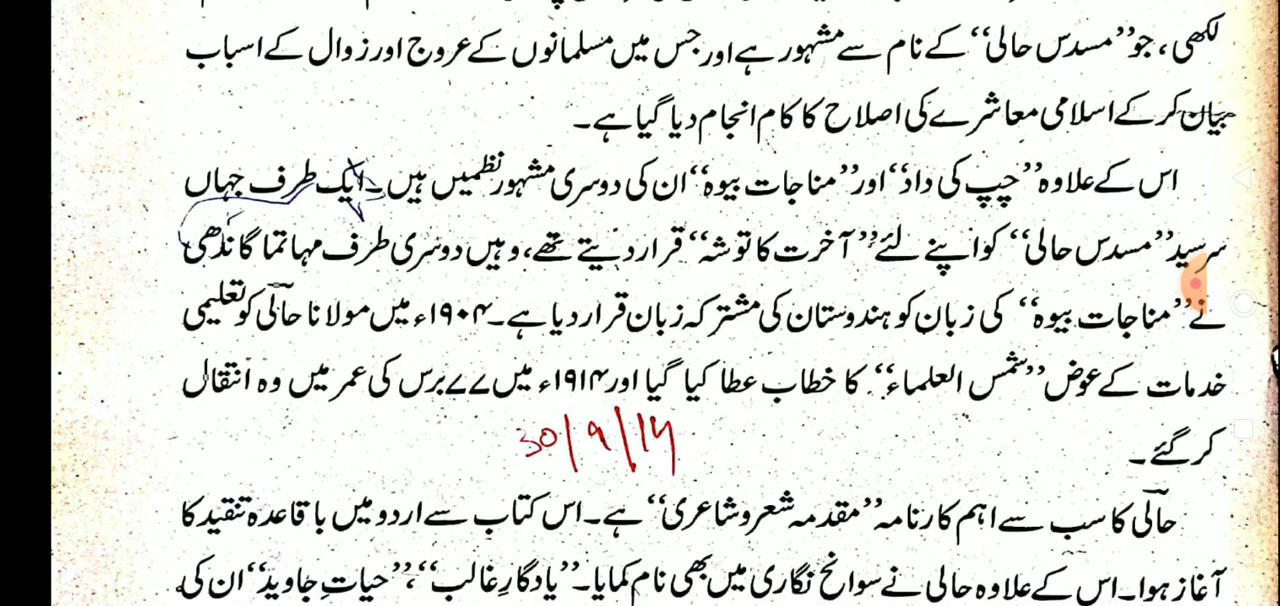 لکھی ، جو ’’مسدس حالی‘‘ کے نام سے مشہور ہے اور جس میں مسلمانوں کے عروج اور زوال کے اسباب
بیان کر کے اسلامی معاشرے کی اصلاح کا کام انجام دیا گیا ہے۔
اس کے علاوہ ’’چپ کی داد‘‘ اور ’’مناجات بیوہ‘‘ ان کی دوسری مشہور نظمیں ہیں۔ ایک طرف جہاں
سرسید ’’مسدس حالی‘‘ کو اپنے لئے ’’آخرت کا توشہ‘‘ قرار دیتے تھے، وہیں دوسری طرف مہاتما گاندھی
نے ’’مناجات بیوہ‘‘ کی زبان کو ہندوستان کی مشترکہ زبان قرار دیا ہے۔ ۱۹۰۴ء میں مولانا حالیؔ کو تعلیمی
خدمات کے عوض ’’شمس العلماء‘‘ کا خطاب عطا کیا گیا اور ۱۹۱۴ء میں ۷۷ برس کی عمر میں وہ انتقال
کر گئے۔
30/9/14
حالیؔ کا سب سے اہم کارنامہ ’’مقدمہ شعر و شاعری‘‘ ہے۔ اس کتاب سے اردو میں باقاعدہ تنقید کا
آغاز ہوا۔ اس کے علاوہ حالی نے سوانح نگاری میں بھی نام کمایا۔ ’’یادگارِ غالب‘‘، ’’حیاتِ جاوید‘‘ ان کی